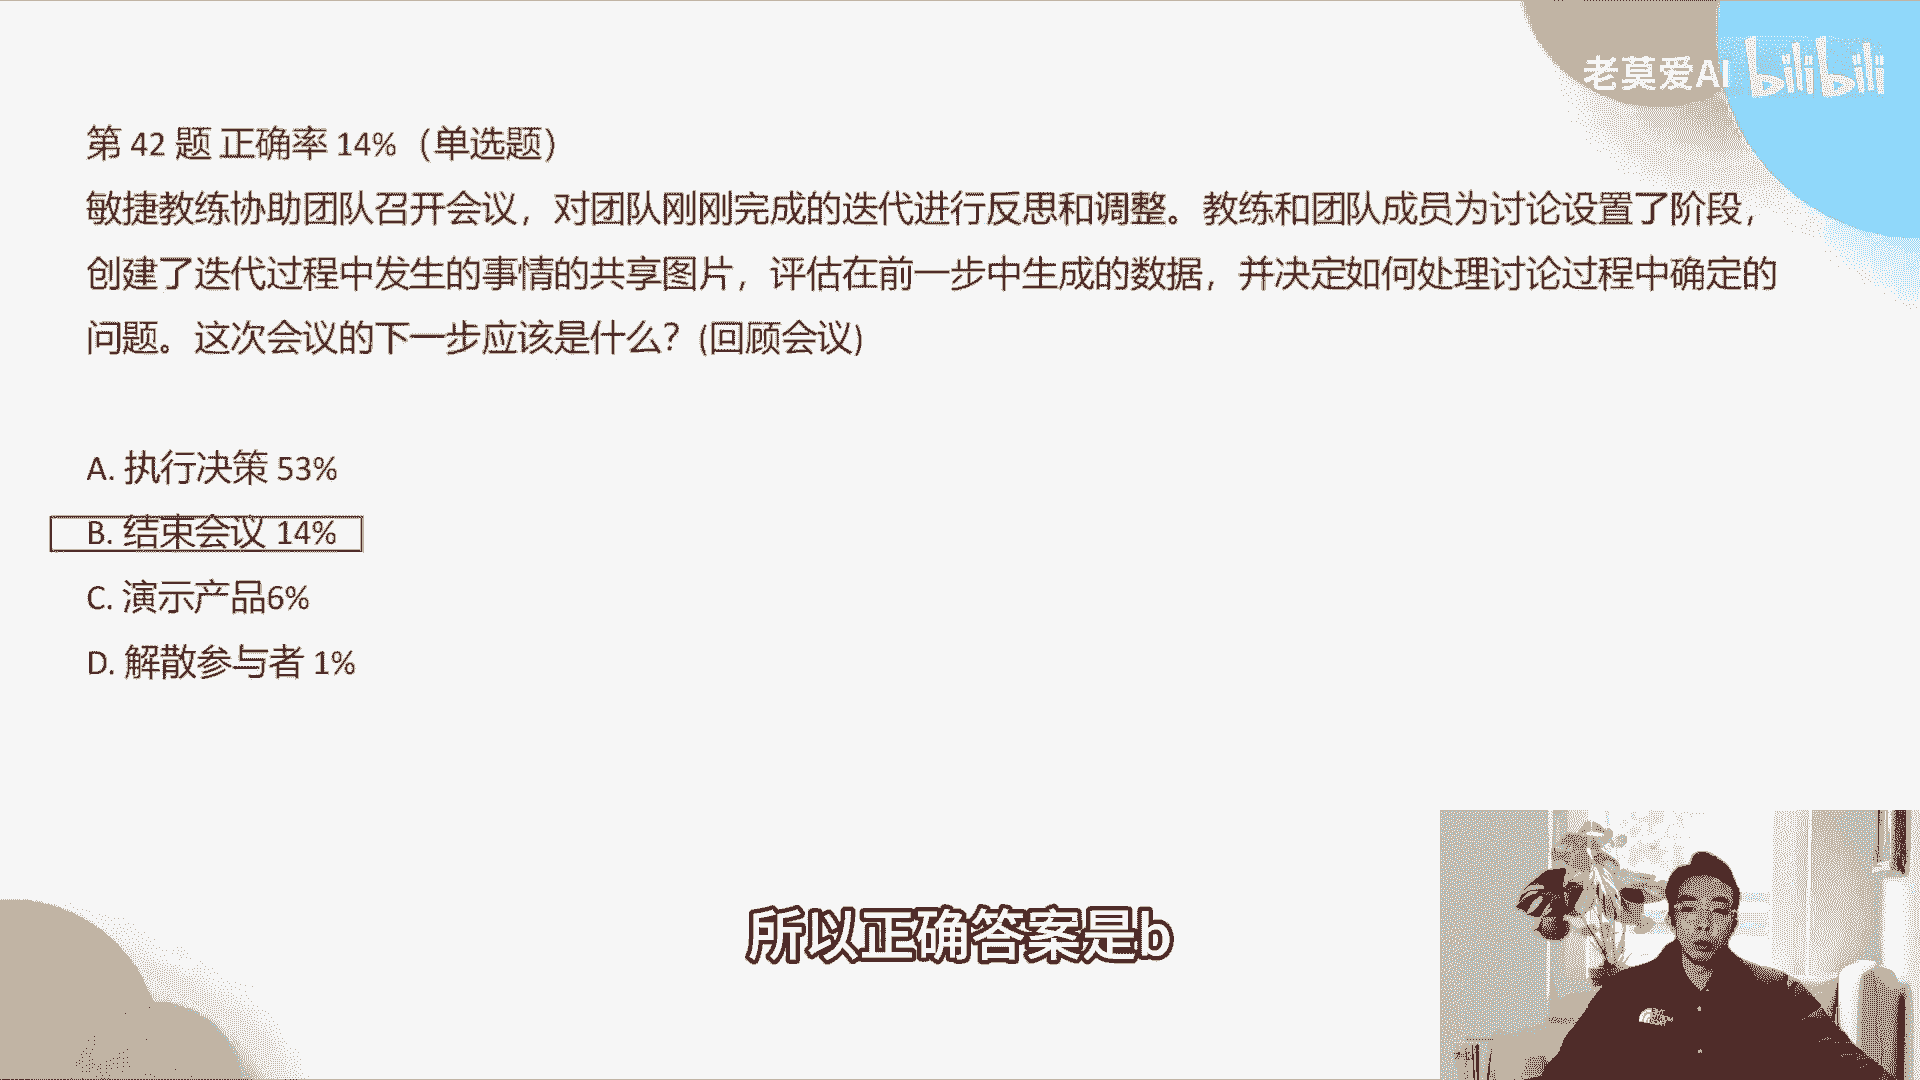 老莫爱AI bilibili
第 42 题 正确率 14%（单选题）
敏捷教练协助团队召开会议，对团队刚刚完成的迭代进行反思和调整。教练和团队成员为讨论设置了阶段，
创建了迭代过程中发生的事情的共享图片，评估在前一步中生成的数据，并决定如何处理讨论过程中确定的
问题。这次会议的下一步应该是什么？(回顾会议)
A. 执行决策 53%
B. 结束会议 14%
C. 演示产品6%
D. 解散参与者 1%
所以正确答案是b